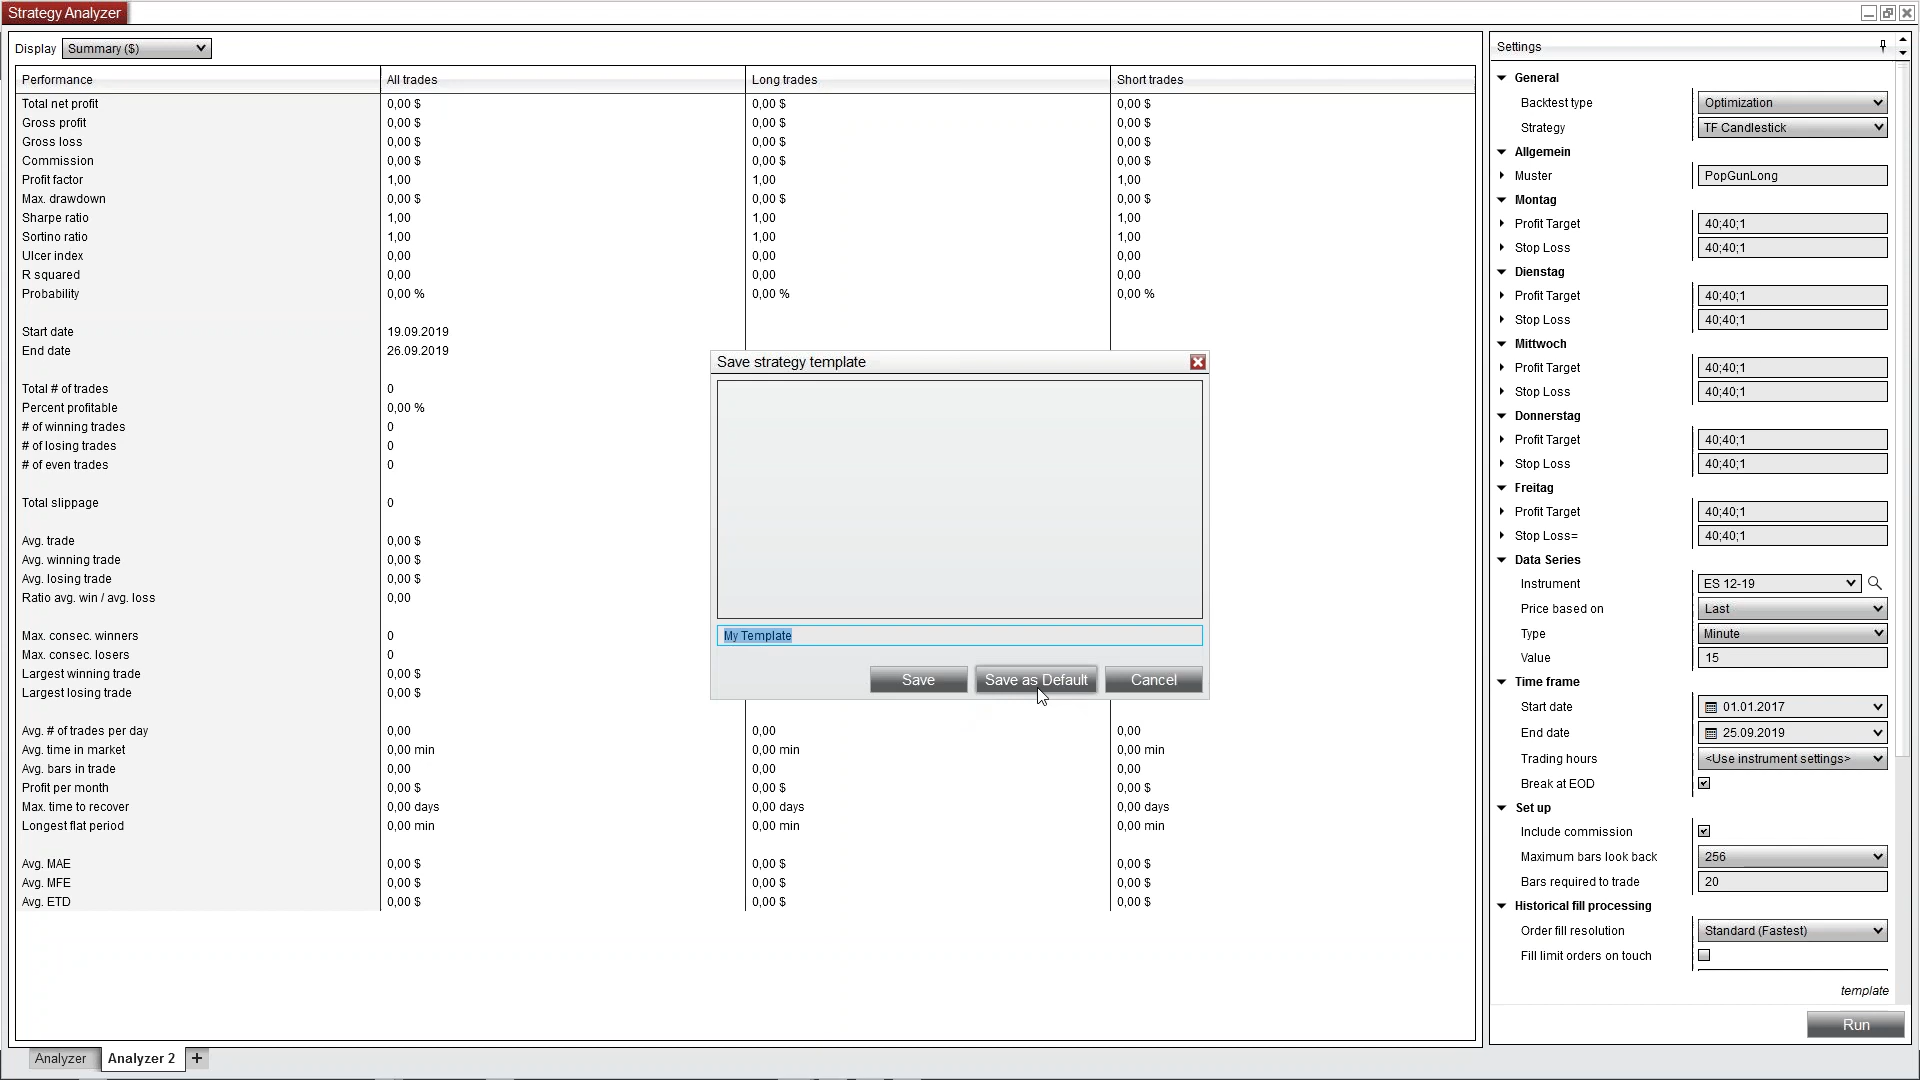 Strategy Analyzer
Display Summary ($)
Performance All trades Long trades Short trades
Total net profit 0,00 $ 0,00 $ 0,00 $
Gross profit 0,00 $ 0,00 $ 0,00 $
Gross loss 0,00 $ 0,00 $ 0,00 $
Commission 0,00 $ 0,00 $ 0,00 $
Profit factor 1,00 1,00 1,00
Max. drawdown 0,00 $ 0,00 $ 0,00 $
Sharpe ratio 1,00 1,00 1,00
Sortino ratio 1,00 1,00 1,00
Ulcer index 0,00 0,00 0,00
R squared 0,00 0,00 0,00
Probability 0,00 % 0,00 % 0,00 %
Start date 19.09.2019
End date 26.09.2019
Total # of trades 0
Percent profitable 0,00 %
# of winning trades 0
# of losing trades 0
# of even trades 0
Total slippage 0
Avg. trade 0,00 $
Avg. winning trade 0,00 $
Avg. losing trade 0,00 $
Ratio avg. win / avg. loss 0,00
Max. consec. winners 0
Max. consec. losers 0
Largest winning trade 0,00 $
Largest losing trade 0,00 $
Avg. # of trades per day 0,00 0,00 0,00
Avg. time in market 0,00 min 0,00 min 0,00 min
Avg. bars in trade 0,00 0,00 0,00
Profit per month 0,00 $ 0,00 $ 0,00 $
Max. time to recover 0,00 days 0,00 days 0,00 days
Longest flat period 0,00 min 0,00 min 0,00 min
Avg. MAE 0,00 $ 0,00 $ 0,00 $
Avg. MFE 0,00 $ 0,00 $ 0,00 $
Avg. ETD 0,00 $ 0,00 $ 0,00 $
Analyzer Analyzer 2 +
Save strategy template
My Template
Save Save as Default Cancel
Settings
General
Backtest type Optimization
Strategy TF Candlestick
Allgemein
Muster PopGunLong
Montag
Profit Target 40;40;1
Stop Loss 40;40;1
Dienstag
Profit Target 40;40;1
Stop Loss 40;40;1
Mittwoch
Profit Target 40;40;1
Stop Loss 40;40;1
Donnerstag
Profit Target 40;40;1
Stop Loss 40;40;1
Freitag
Profit Target 40;40;1
Stop Loss= 40;40;1
Data Series
Instrument ES 12-19
Price based on Last
Type Minute
Value 15
Time frame
Start date 01.01.2017
End date 25.09.2019
Trading hours <Use instrument settings>
Break at EOD
Set up
Include commission
Maximum bars look back 256
Bars required to trade 20
Historical fill processing
Order fill resolution Standard (Fastest)
Fill limit orders on touch
template
Run